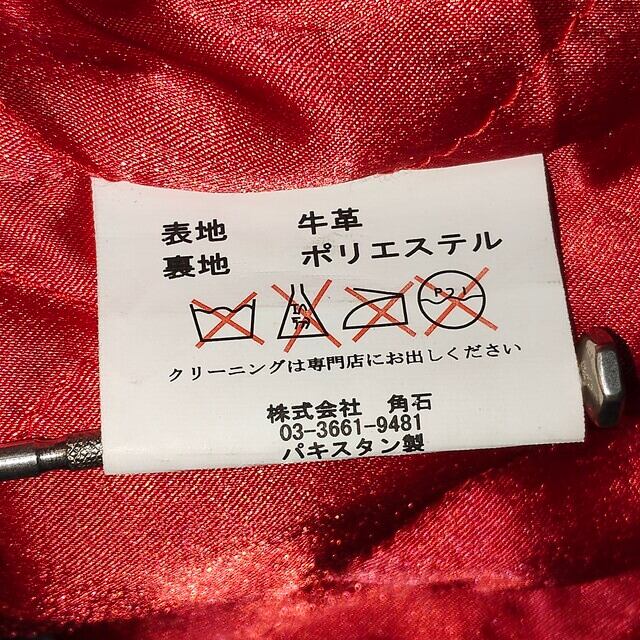 表地 牛革
裏地 ポリエステル
クリーニングは専門店にお出しください
株式会社 角石
03-3661-9481
パキスタン製